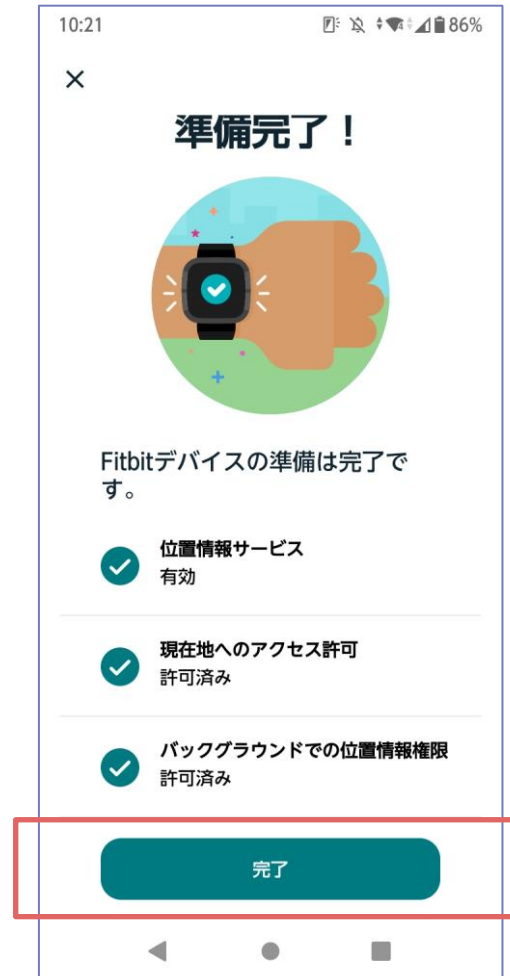 10:21
86%
準備完了！
Fitbitデバイスの準備は完了で
す。
位置情報サービス
有効
現在地へのアクセス許可
許可済み
バックグラウンドでの位置情報権限
許可済み
完了